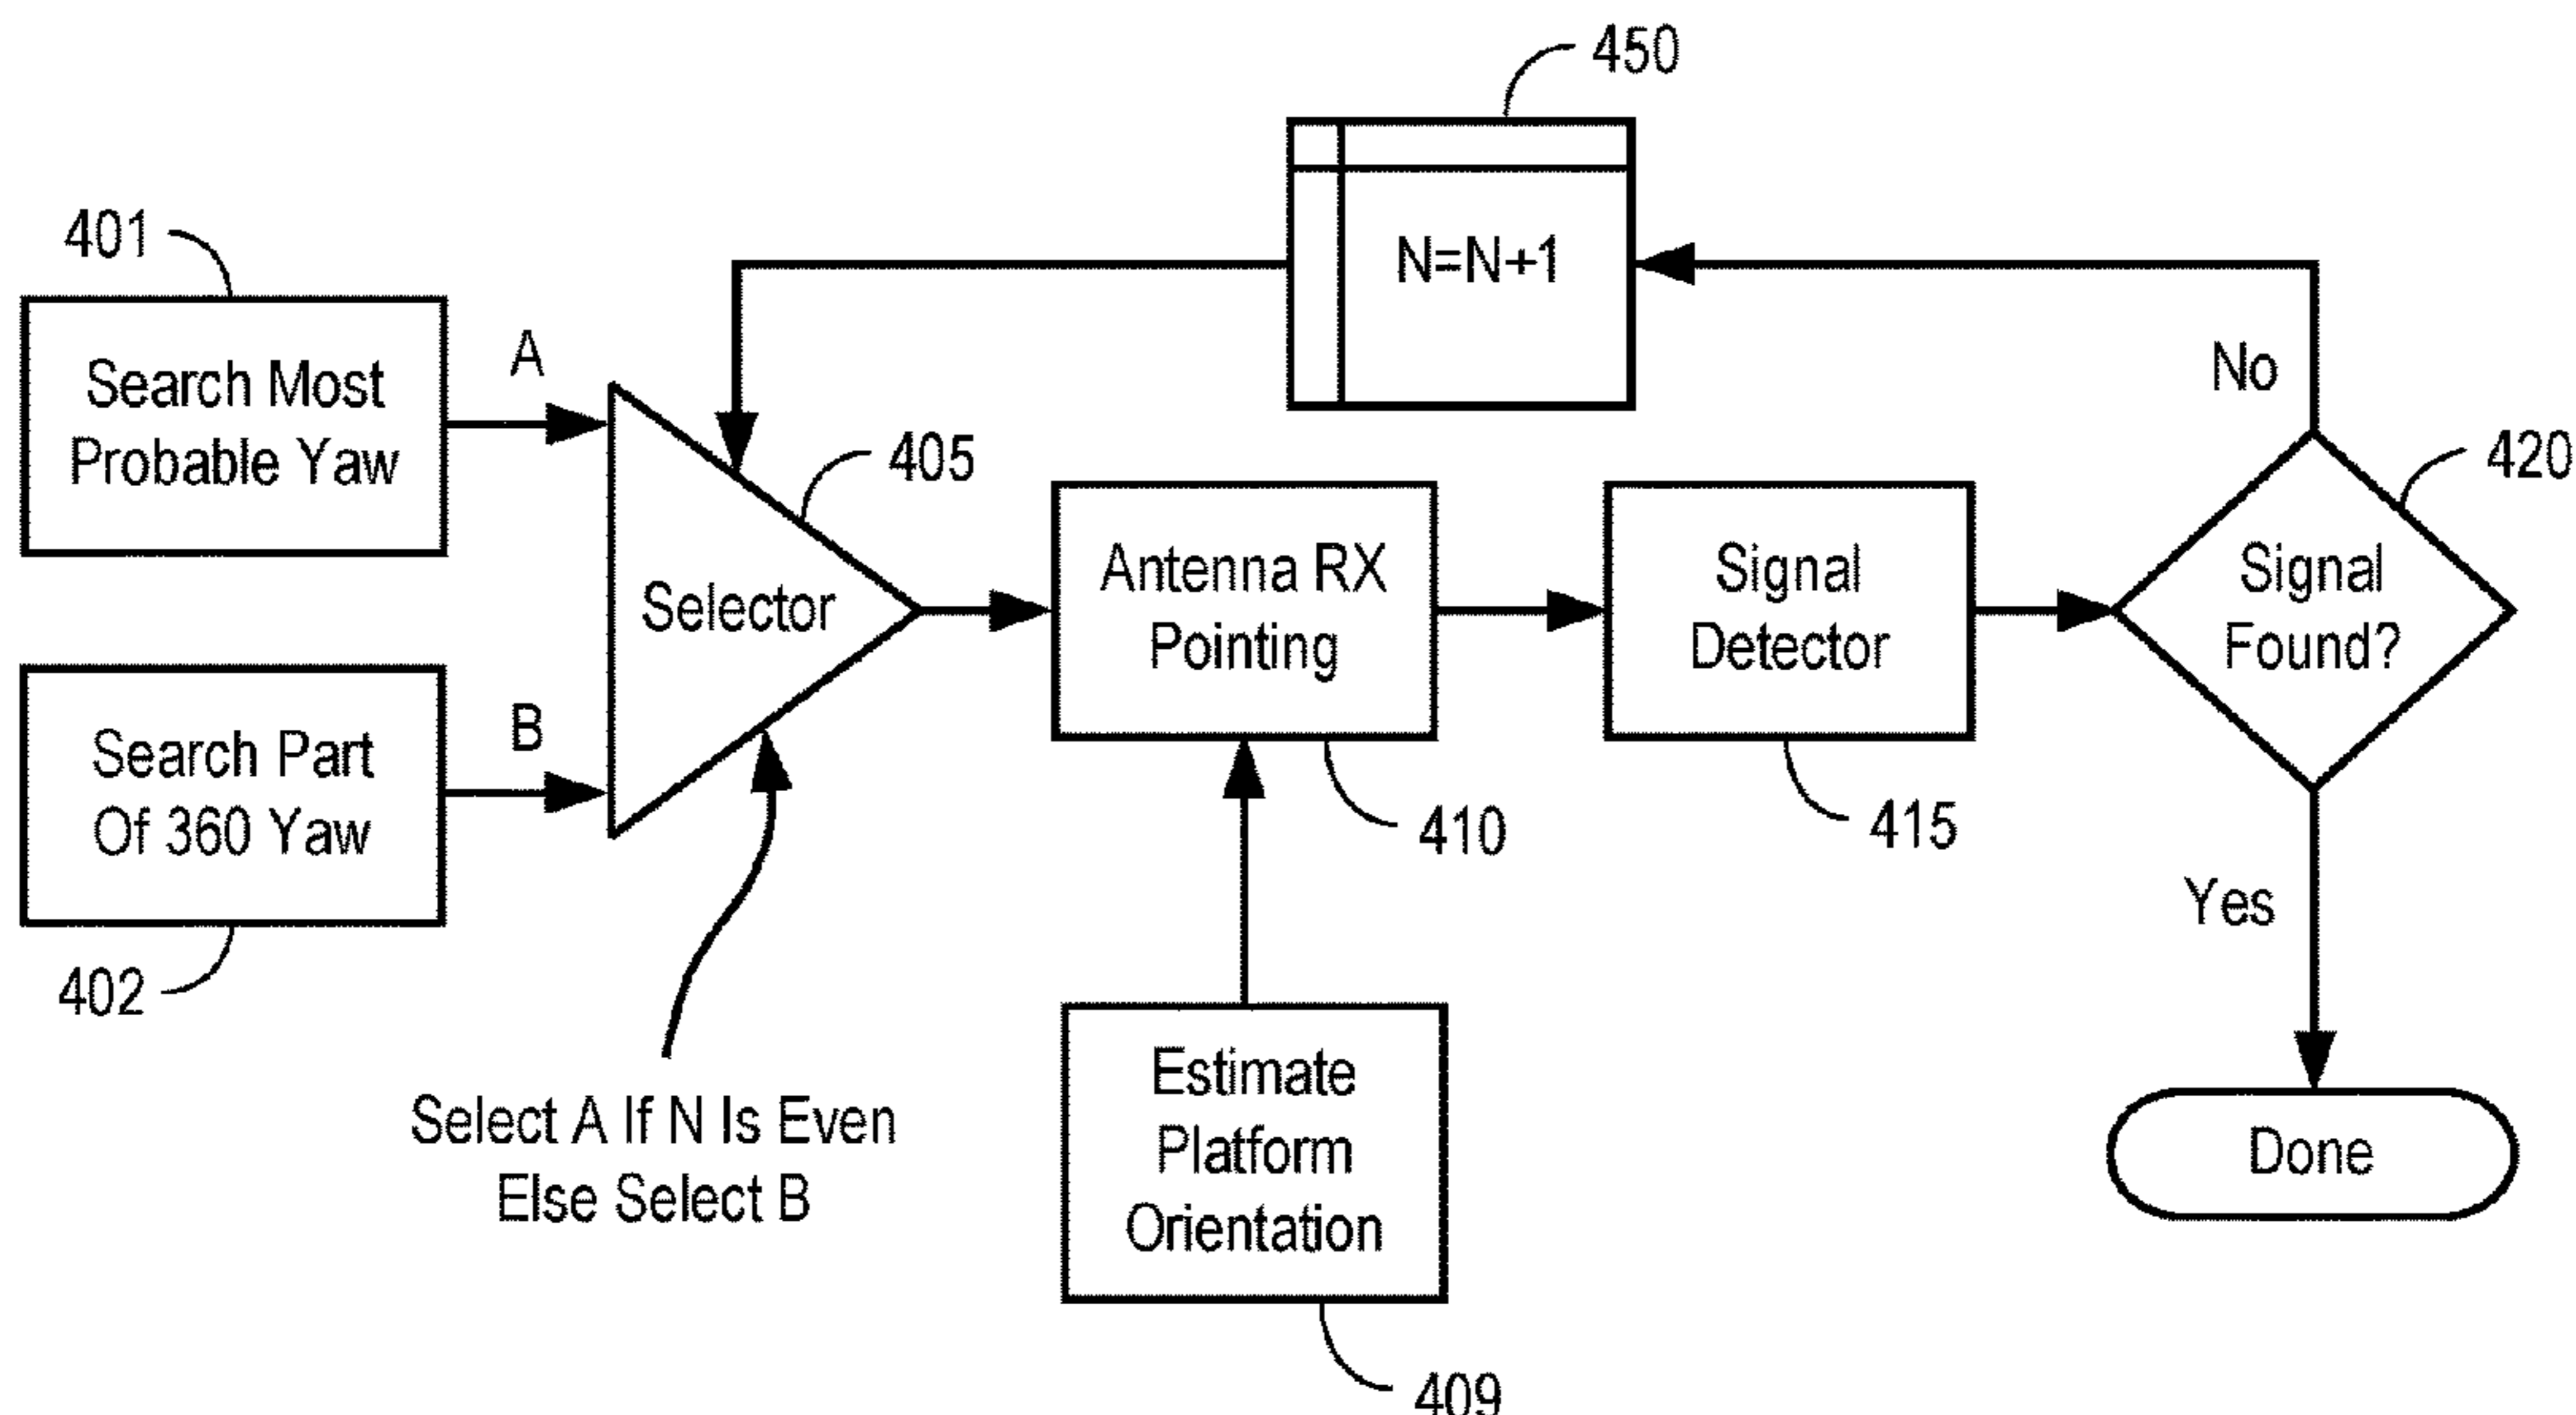 450
401
N=N+1
Search Most
Probable Yaw
A
No
405
420
Selector
Antenna RX
Pointing
Signal
Detector
Signal
Found?
Search Part
Of 360 Yaw
B
410
415
Yes
402
Select A If N Is Even
Else Select B
Estimate
Platform
Orientation
Done
409